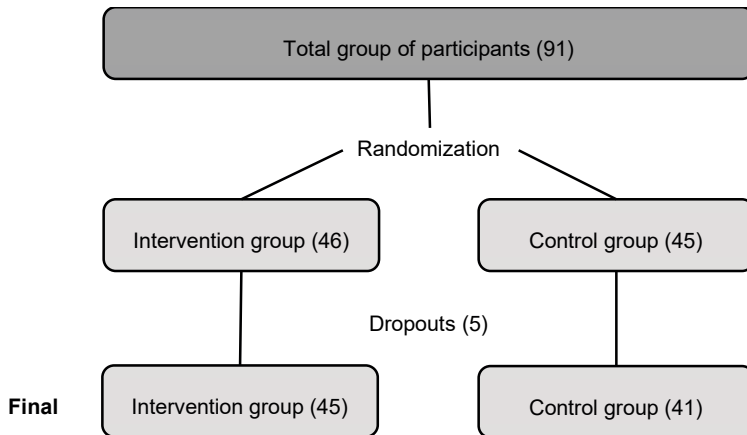 Total group of participants (91)
Randomization
Intervention group (46)
Control group (45)
Dropouts (5)
Final
Intervention group (45)
Control group (41)